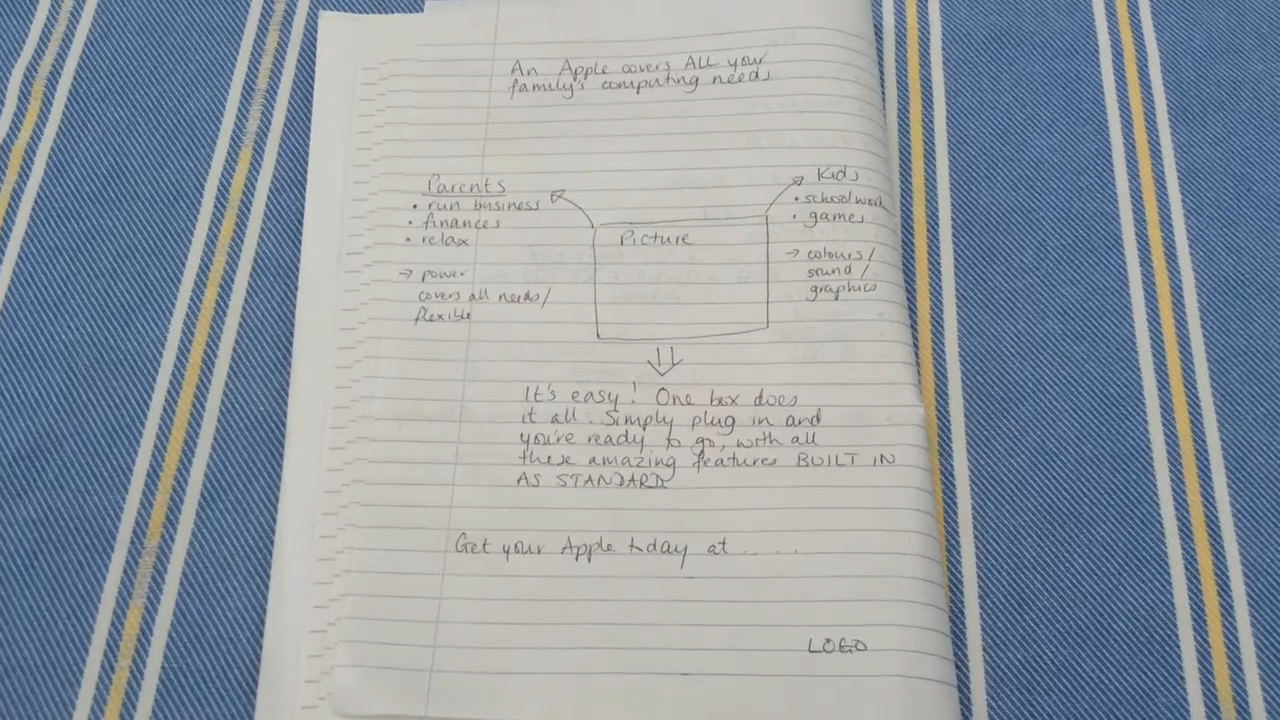 An Apple covers ALL your
family's computing needs
Parents
• run business
• finances
• relax
→ power
covers all needs/
flexible
Picture
Kids
• schoolwork
• games
→ colours/
sound/
graphics
It's easy! One box does
it all. Simply plug in and
you're ready to go, with all
these amazing features BUILT IN
AS STANDARD
Get your Apple today at .....
LOGO